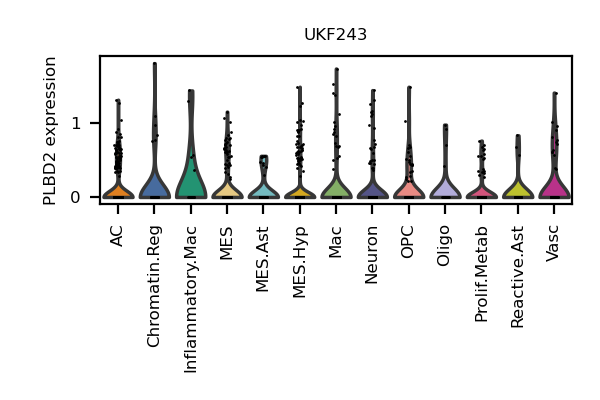 UKF243
PLBD2 expression
1
0
AC
Chromatin.Reg
Inflammatory.Mac
MES
MES.Ast
MES.Hyp
Mac
Neuron
OPC
Oligo
Prolif.Metab
Reactive.Ast
Vasc